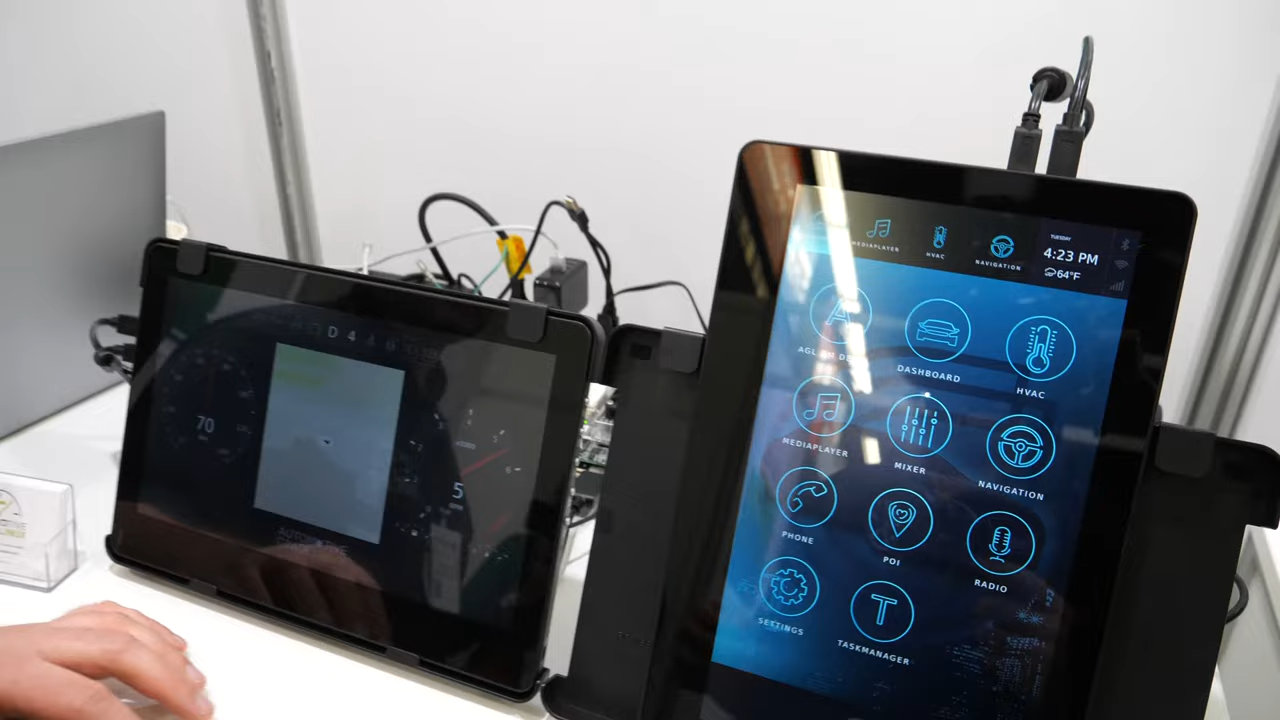 D 4
70
5
MEDIAPLAYER
HVAC
NAVIGATION
TUESDAY
4:23 PM
64°F
DASHBOARD
HVAC
MEDIAPLAYER
MIXER
NAVIGATION
PHONE
POI
RADIO
SETTINGS
T
TASKMANAGER